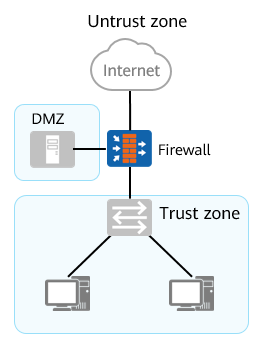 Untrust zone
Internet
DMZ
Firewall
Trust zone